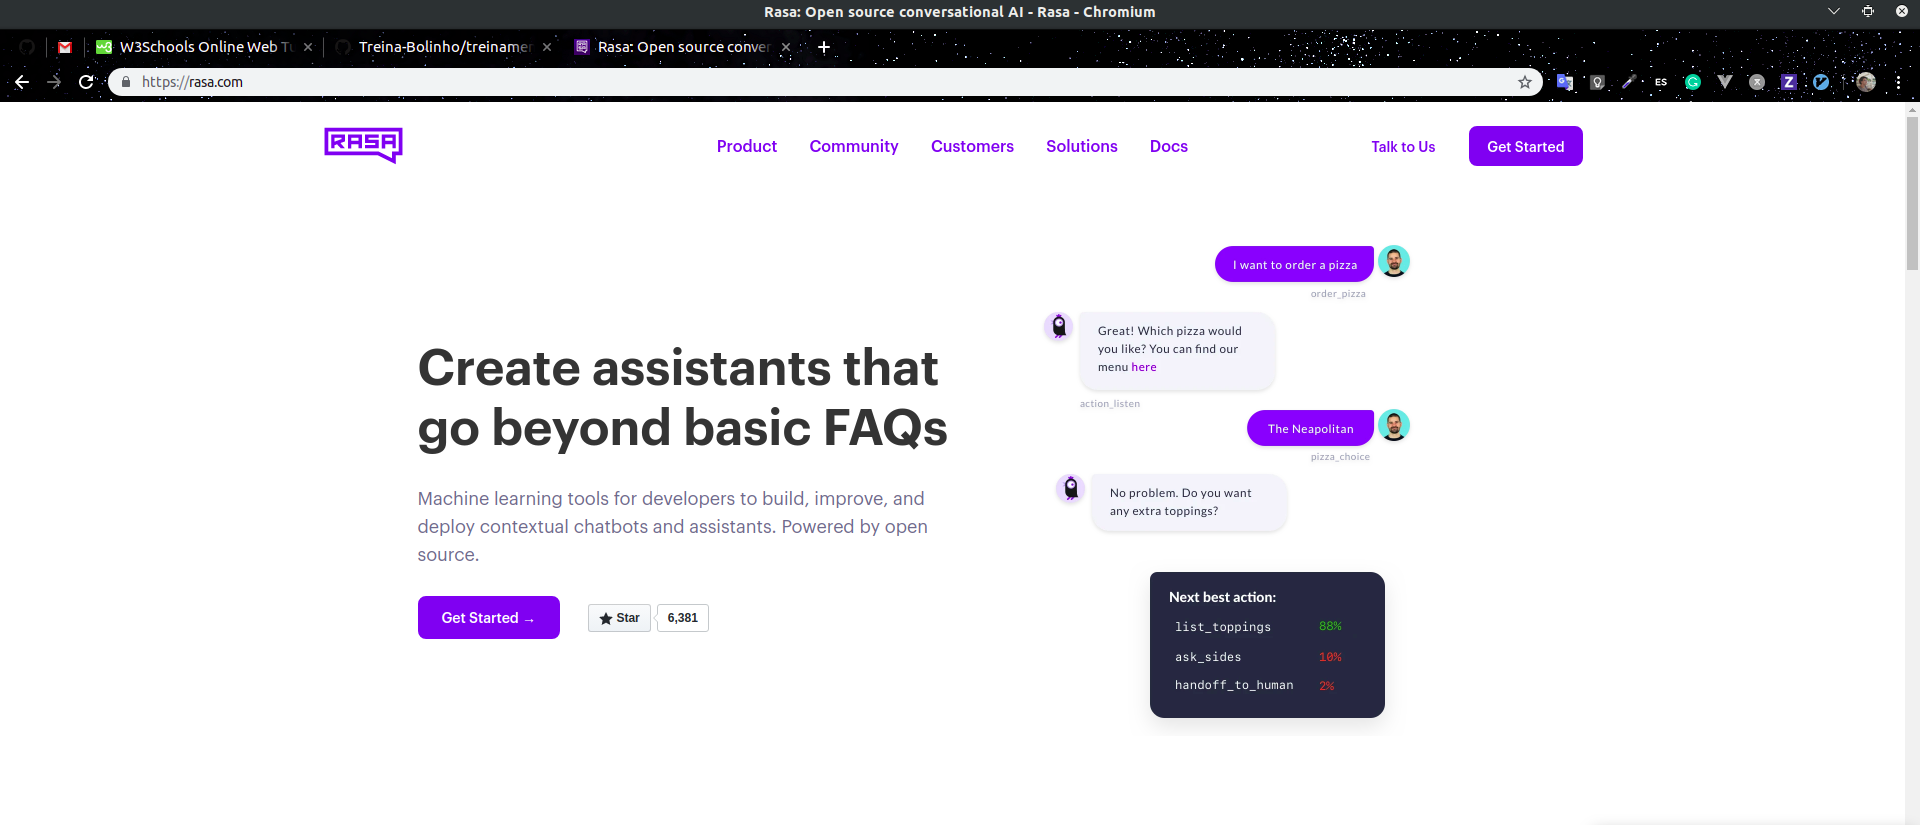 Rasa: Open source conversational AI - Rasa - Chromium
W3Schools Online Web Tu
Treina-Bolinho/treinamen
Rasa: Open source conver
https://rasa.com
ES
RASA
Product
Community
Customers
Solutions
Docs
Talk to Us
Get Started
I want to order a pizza
order_pizza
Great! Which pizza would
you like? You can find our
menu here
action_listen
The Neapolitan
pizza_choice
No problem. Do you want
any extra toppings?
Create assistants that
go beyond basic FAQs
Machine learning tools for developers to build, improve, and
deploy contextual chatbots and assistants. Powered by open
source.
Get Started →
Star
6,381
Next best action:
list_toppings 88%
ask_sides 10%
handoff_to_human 2%